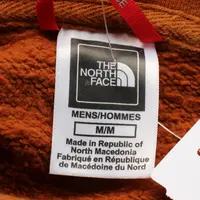 THE
NORTH
FACE
MENS/HOMMES
M/M
Made in Republic of
North Macedonia
Fabriqué en République
de Macédoine du Nord